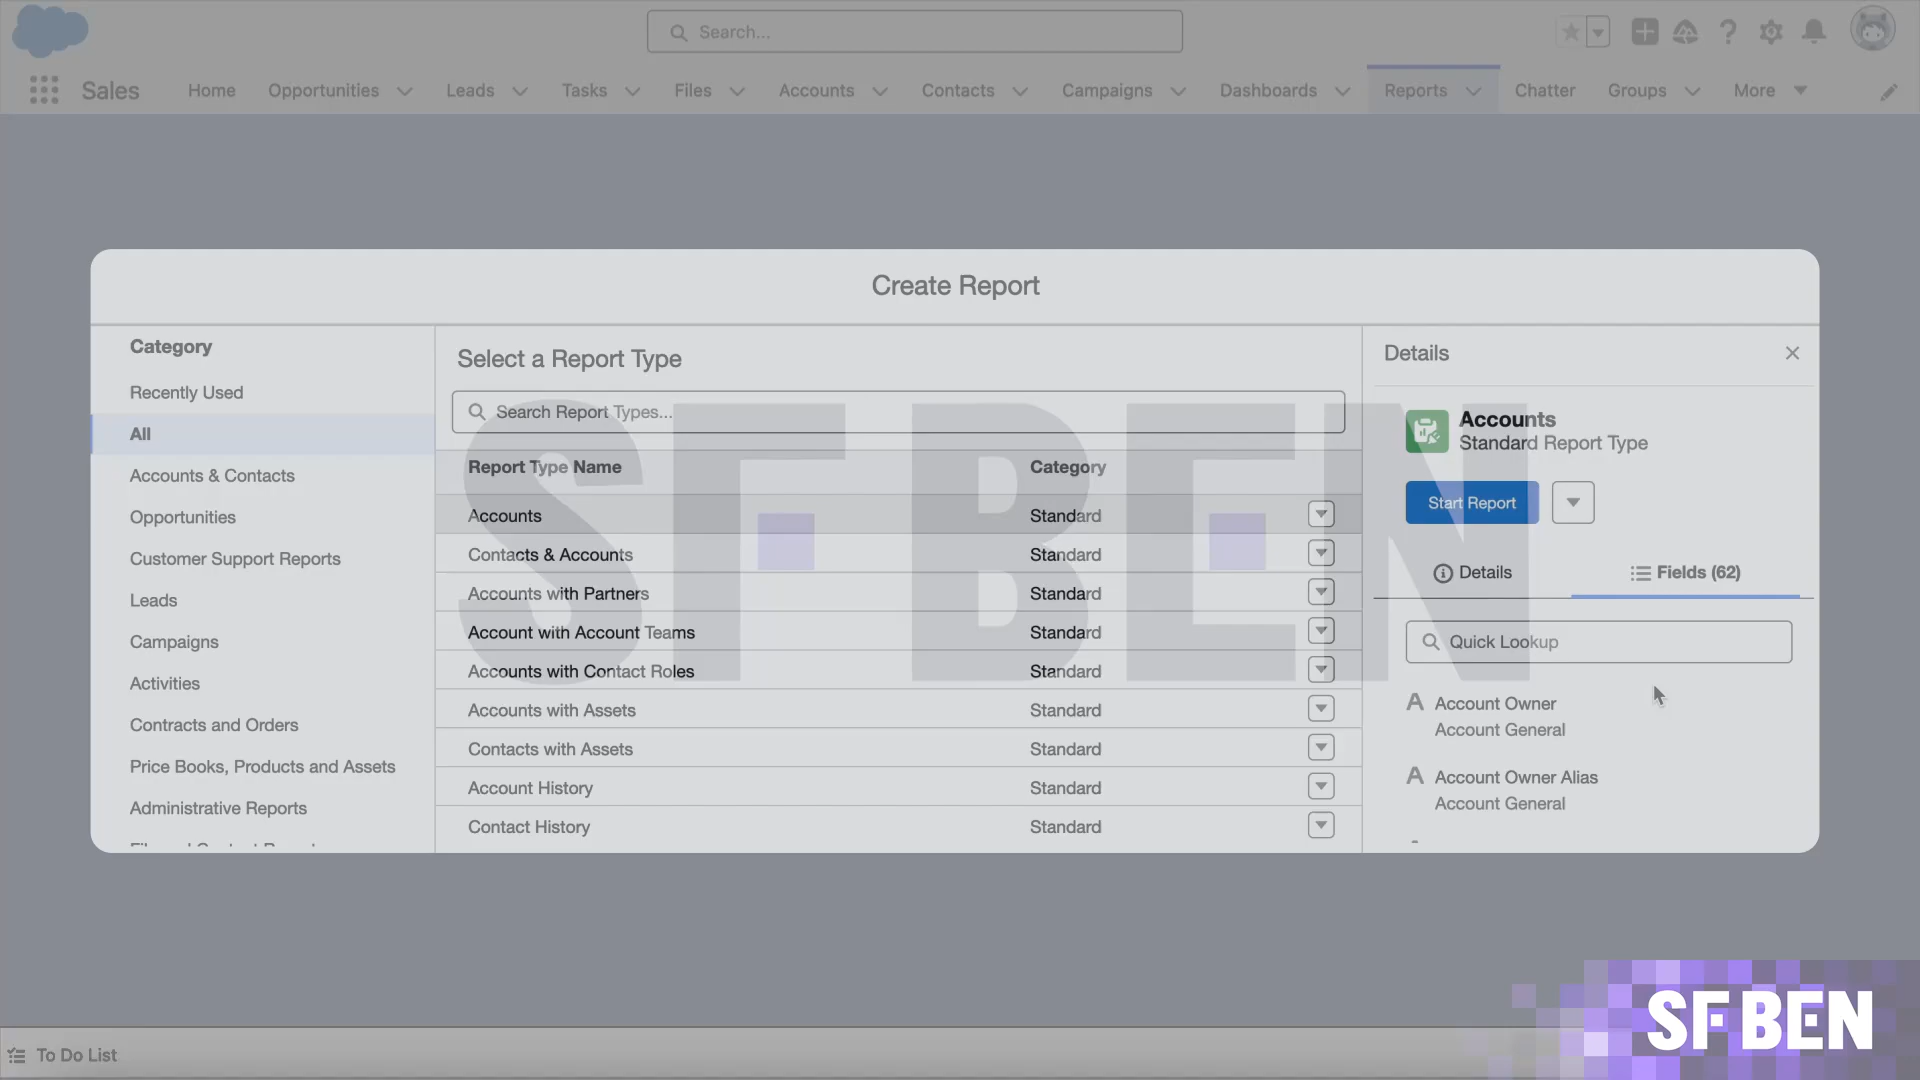 Search...
Sales
Home
Opportunities
Leads
Tasks
Files
Accounts
Contacts
Campaigns
Dashboards
Reports
Chatter
Groups
More
Create Report
Category
Recently Used
All
Accounts & Contacts
Opportunities
Customer Support Reports
Leads
Campaigns
Activities
Contracts and Orders
Price Books, Products and Assets
Administrative Reports
Select a Report Type
Search Report Types...
Report Type Name Category
Accounts Standard
Contacts & Accounts Standard
Accounts with Partners Standard
Account with Account Teams Standard
Accounts with Contact Roles Standard
Accounts with Assets Standard
Contacts with Assets Standard
Account History Standard
Contact History Standard
Details
Accounts
Standard Report Type
Start Report
Details
Fields (62)
Quick Lookup
A Account Owner
Account General
A Account Owner Alias
Account General
SF BEN
To Do List
SF BEN